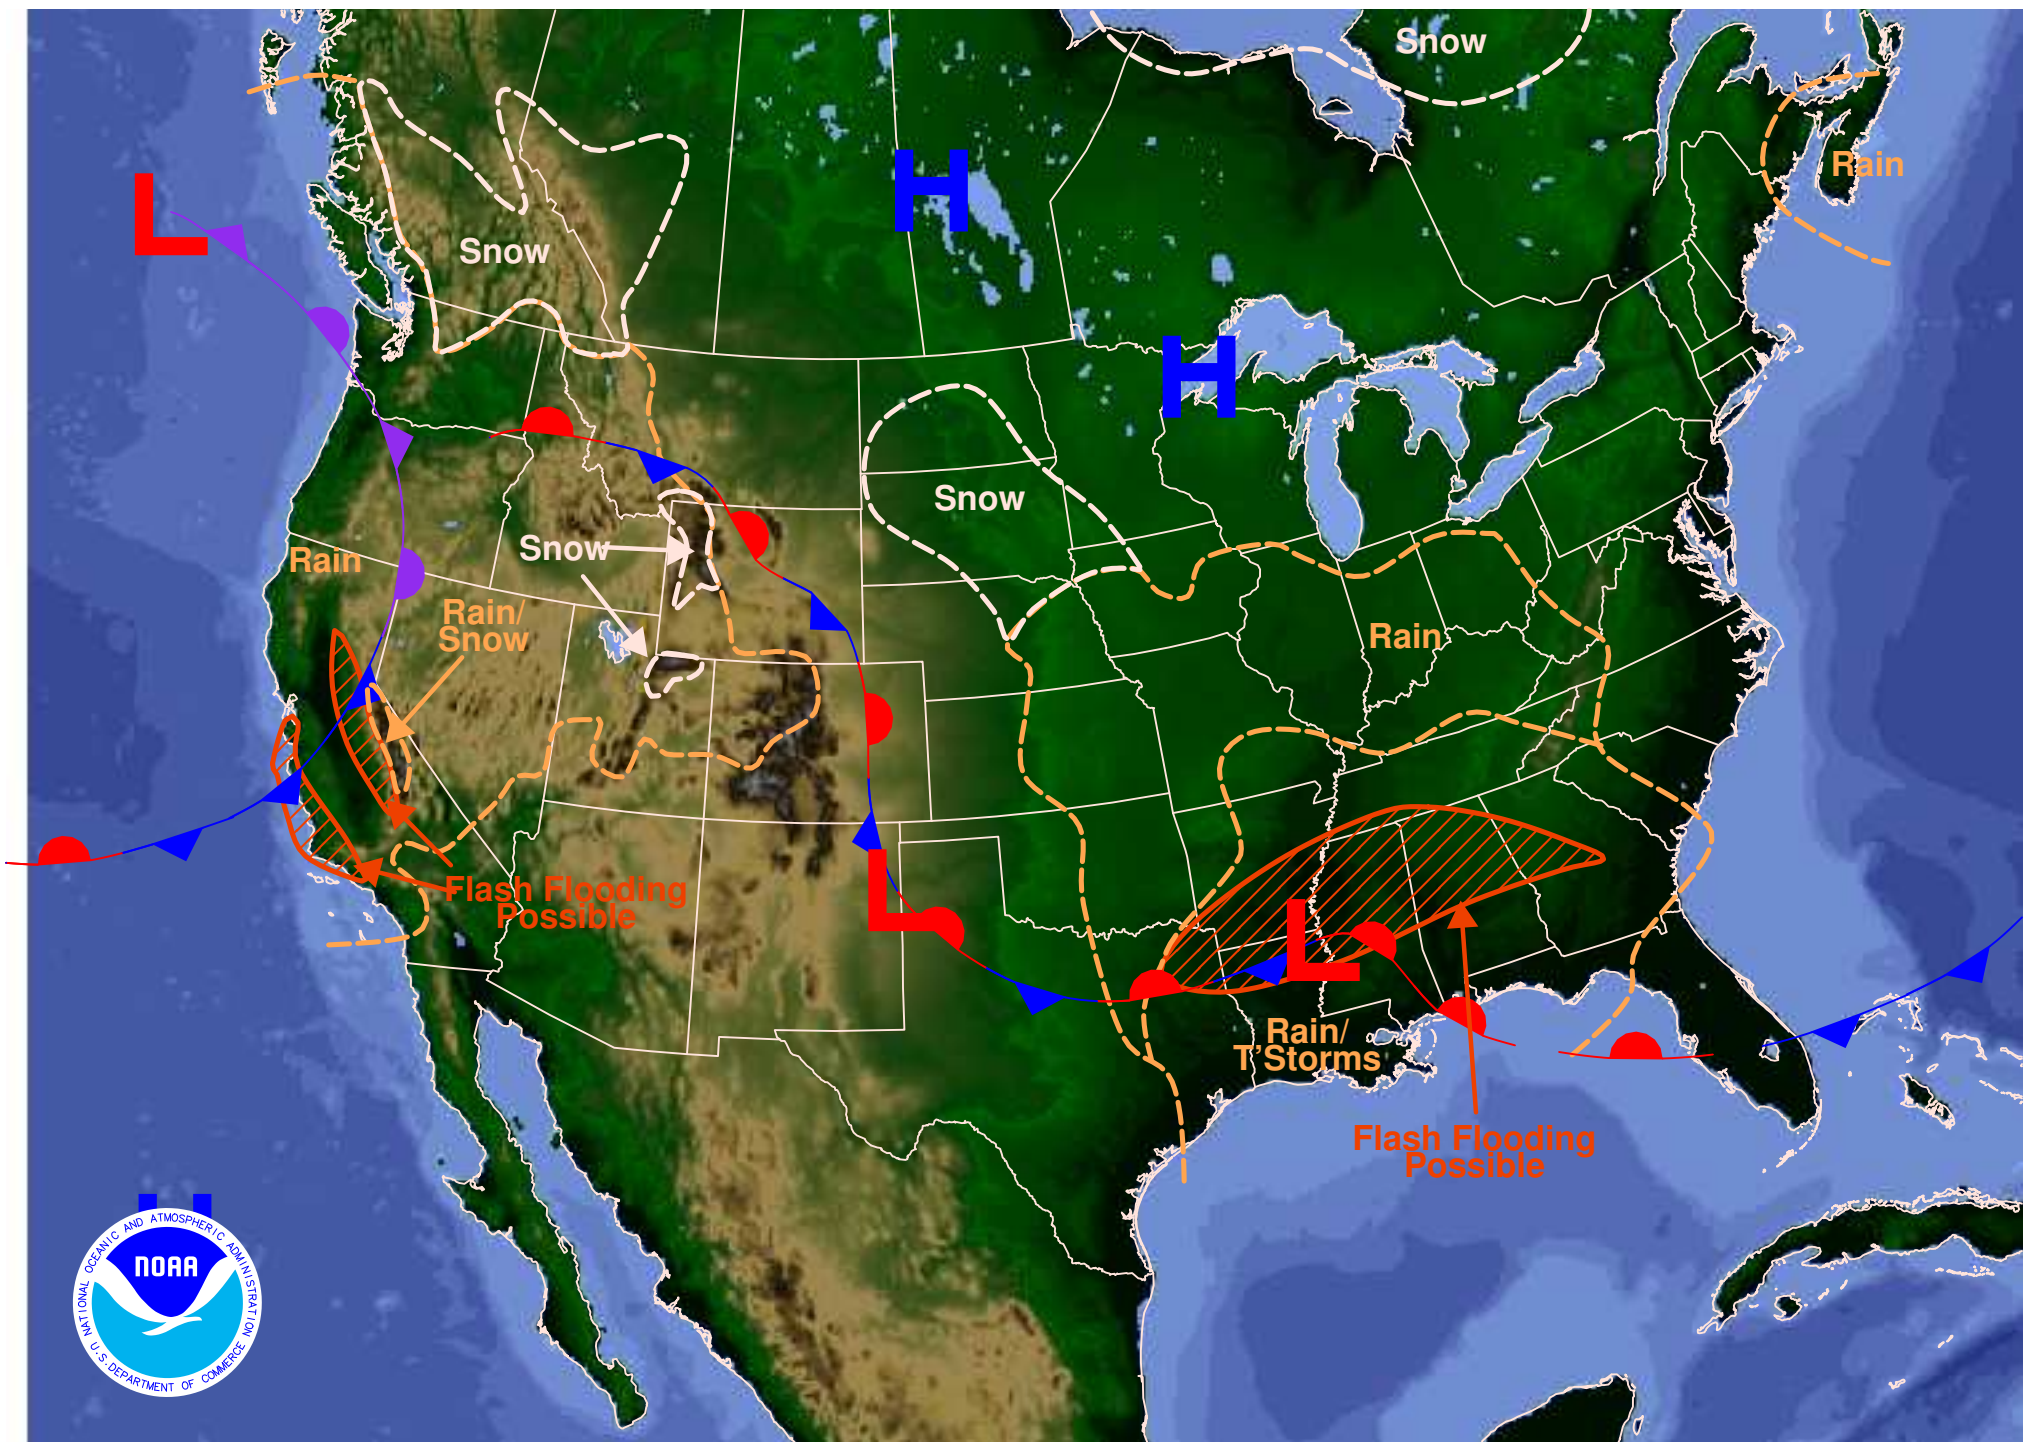 Snow
Rain
L
H
Snow
H
Snow
Snow
Rain
Rain/
Snow
Rain
L
Flash Flooding
Possible
L
Rain/
T'Storms
Flash Flooding
Possible
NATIONAL OCEANIC AND ATMOSPHERIC ADMINISTRATION
NOAA
U.S. DEPARTMENT OF COMMERCE